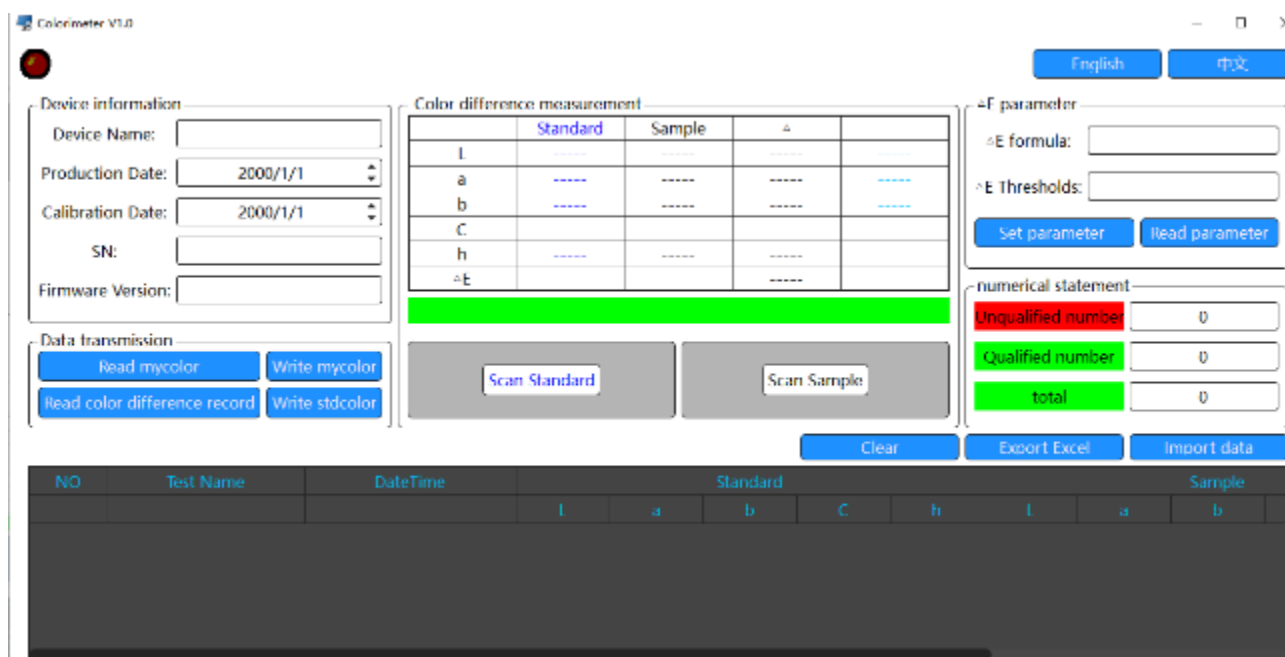 Colorimeter V1.0
English 中文
Device information
Device Name:
Production Date: 2000/1/1
Calibration Date: 2000/1/1
SN:
Firmware Version:
Data transmission
Read mycolor Write mycolor
Read color difference record Write stdcolor
Color difference measurement
Standard Sample △
L ----- ----- ----- -----
a ----- ----- ----- -----
b ----- ----- ----- -----
C
h ----- ----- -----
△E -----
Scan Standard Scan Sample
△E parameter
△E formula:
△E Thresholds:
Set parameter Read parameter
numerical statement
Unqualified number 0
Qualified number 0
total 0
Clear Export Excel Import data
NO Test Name DateTime Standard Sample
L a b C h L a b